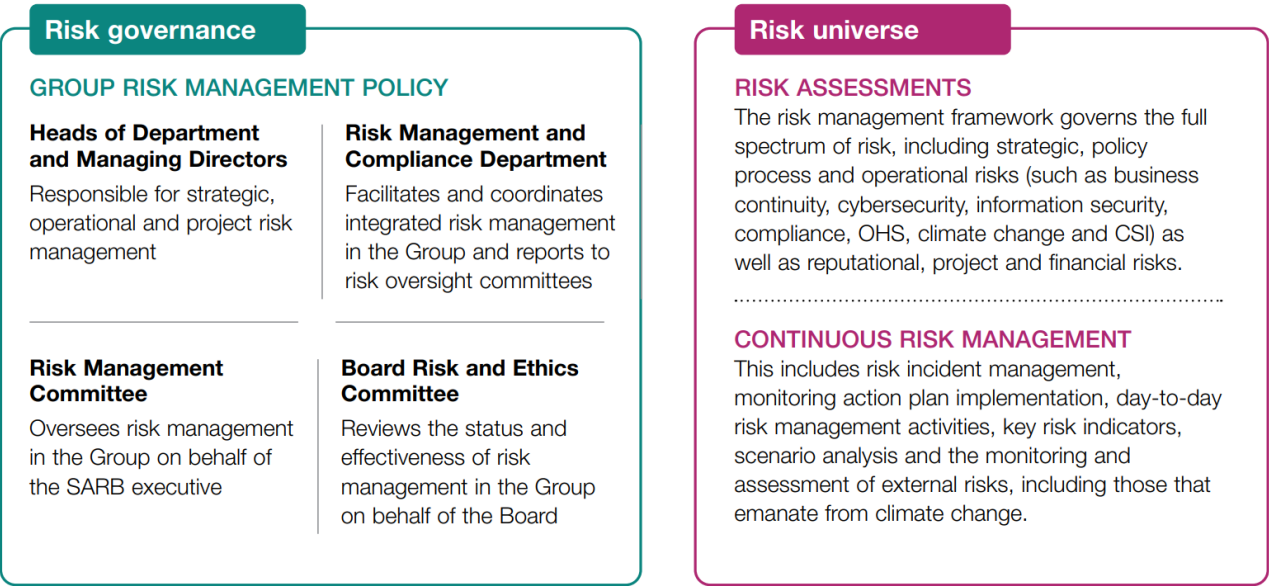 Risk governance
GROUP RISK MANAGEMENT POLICY
Heads of Department
and Managing Directors
Responsible for strategic,
operational and project risk
management
Risk Management and
Compliance Department
Facilitates and coordinates
integrated risk management
in the Group and reports to
risk oversight committees
Risk Management
Committee
Oversees risk management
in the Group on behalf of
the SARB executive
Board Risk and Ethics
Committee
Reviews the status and
effectiveness of risk
management in the Group
on behalf of the Board
Risk universe
RISK ASSESSMENTS
The risk management framework governs the full
spectrum of risk, including strategic, policy
process and operational risks (such as business
continuity, cybersecurity, information security,
compliance, OHS, climate change and CSI) as
well as reputational, project and financial risks.
CONTINUOUS RISK MANAGEMENT
This includes risk incident management,
monitoring action plan implementation, day-to-day
risk management activities, key risk indicators,
scenario analysis and the monitoring and
assessment of external risks, including those that
emanate from climate change.